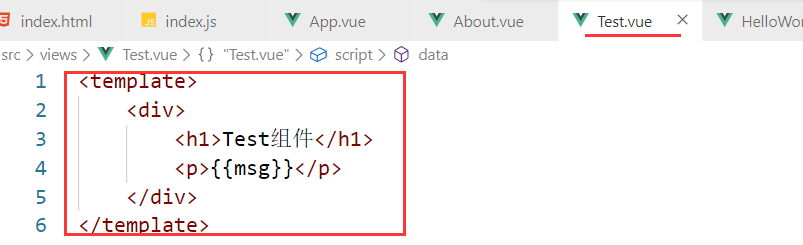 index.html JS index.js App.vue About.vue Test.vue × HelloWor
src > views > Test.vue > {} "Test.vue" > script > data
1 <template>
2 <div>
3 <h1>Test组件</h1>
4 <p>{{msg}}</p>
5 </div>
6 </template>